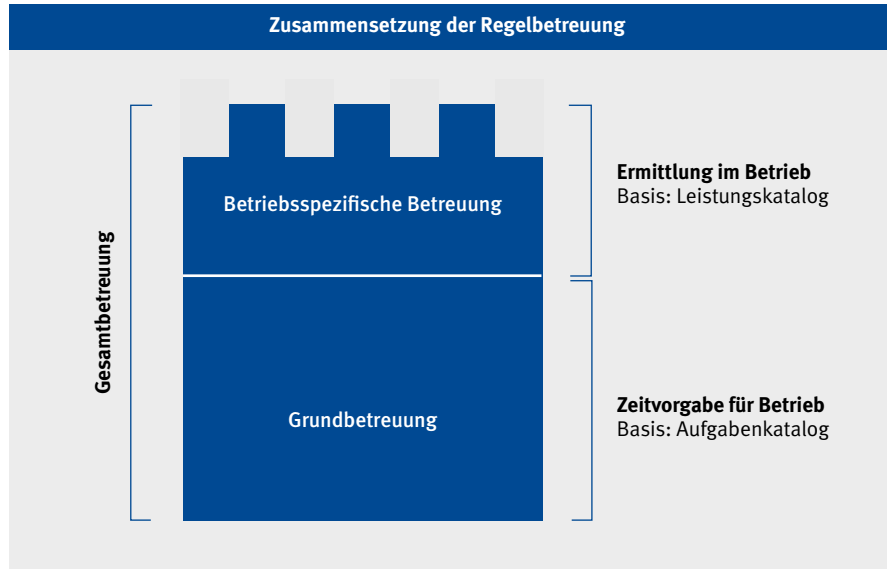 Zusammensetzung der Regelbetreuung
Gesamtbetreuung
Betriebsspezifische Betreuung
Ermittlung im Betrieb
Basis: Leistungskatalog
Grundbetreuung
Zeitvorgabe für Betrieb
Basis: Aufgabenkatalog